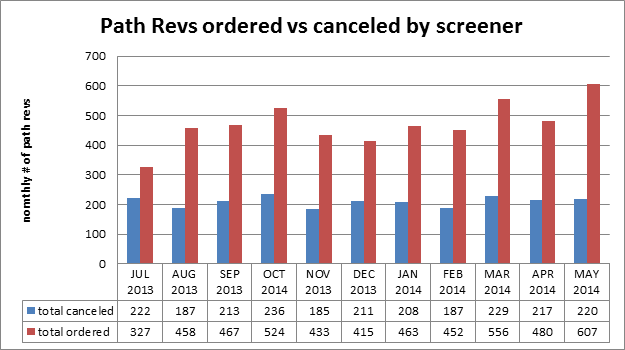 Path Revs ordered vs canceled by screener
nomthly # of path revs
700
600
500
400
300
200
100
0
JUL 2013 AUG 2013 SEP 2013 OCT 2014 NOV 2013 DEC 2013 JAN 2014 FEB 2014 MAR 2014 APR 2014 MAY 2014
total canceled 222 187 213 236 185 211 208 187 229 217 220
total ordered 327 458 467 524 433 415 463 452 556 480 607